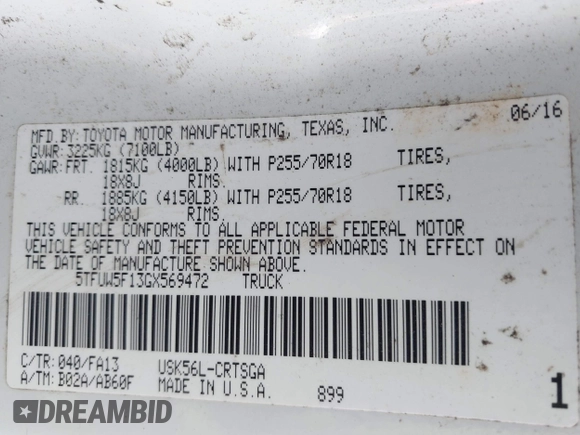 06/16
MFD.BY:TOYOTA MOTOR MANUFACTURING, TEXAS, INC.
GVWR:3225KG (7100LB)
GAWR:FRT. 1815KG (4000LB) WITH P255/70R18 TIRES,
18X8J RIMS.
RR. 1885KG (4150LB) WITH P255/70R18 TIRES,
18X8J RIMS.
THIS VEHICLE CONFORMS TO ALL APPLICABLE FEDERAL MOTOR
VEHICLE SAFETY AND THEFT PREVENTION STANDARDS IN EFFECT ON
THE DATE OF MANUFACTURE SHOWN ABOVE.
5TFUW5F13GX569472 TRUCK
C/TR:040/FA13 USK56L-CRTSGA
A/TM:B02A/AB60F MADE IN U.S.A. 899 1
BIDREAMBID